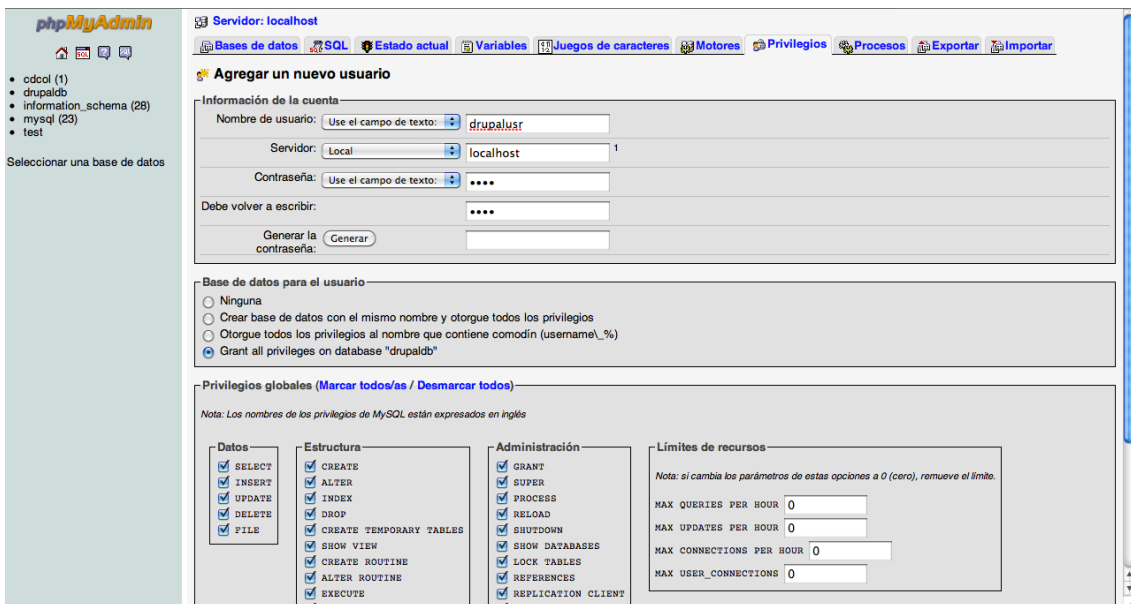 phpMyAdmin
cdcol (1)
drupaldb
information_schema (28)
mysql (23)
test
Seleccionar una base de datos
Servidor: localhost
Bases de datos SQL Estado actual Variables Juegos de caracteres Motores Privilegios Procesos Exportar Importar
Agregar un nuevo usuario
Información de la cuenta
Nombre de usuario: Use el campo de texto: drupalusr
Servidor: Local localhost 1
Contraseña: Use el campo de texto: ••••
Debe volver a escribir: ••••
Generar la contraseña: Generar
Base de datos para el usuario
Ninguna
Crear base de datos con el mismo nombre y otorgue todos los privilegios
Otorgue todos los privilegios al nombre que contiene comodín (username\_%)
Grant all privileges on database "drupaldb"
Privilegios globales (Marcar todos/as / Desmarcar todos)
Nota: Los nombres de los privilegios de MySQL están expresados en inglés
Datos
SELECT
INSERT
UPDATE
DELETE
FILE
Estructura
CREATE
ALTER
INDEX
DROP
CREATE TEMPORARY TABLES
SHOW VIEW
CREATE ROUTINE
ALTER ROUTINE
EXECUTE
Administración
GRANT
SUPER
PROCESS
RELOAD
SHUTDOWN
SHOW DATABASES
LOCK TABLES
REFERENCES
REPLICATION CLIENT
Límites de recursos
Nota: si cambia los parámetros de estas opciones a 0 (cero), remueve el límite.
MAX QUERIES PER HOUR 0
MAX UPDATES PER HOUR 0
MAX CONNECTIONS PER HOUR 0
MAX USER_CONNECTIONS 0